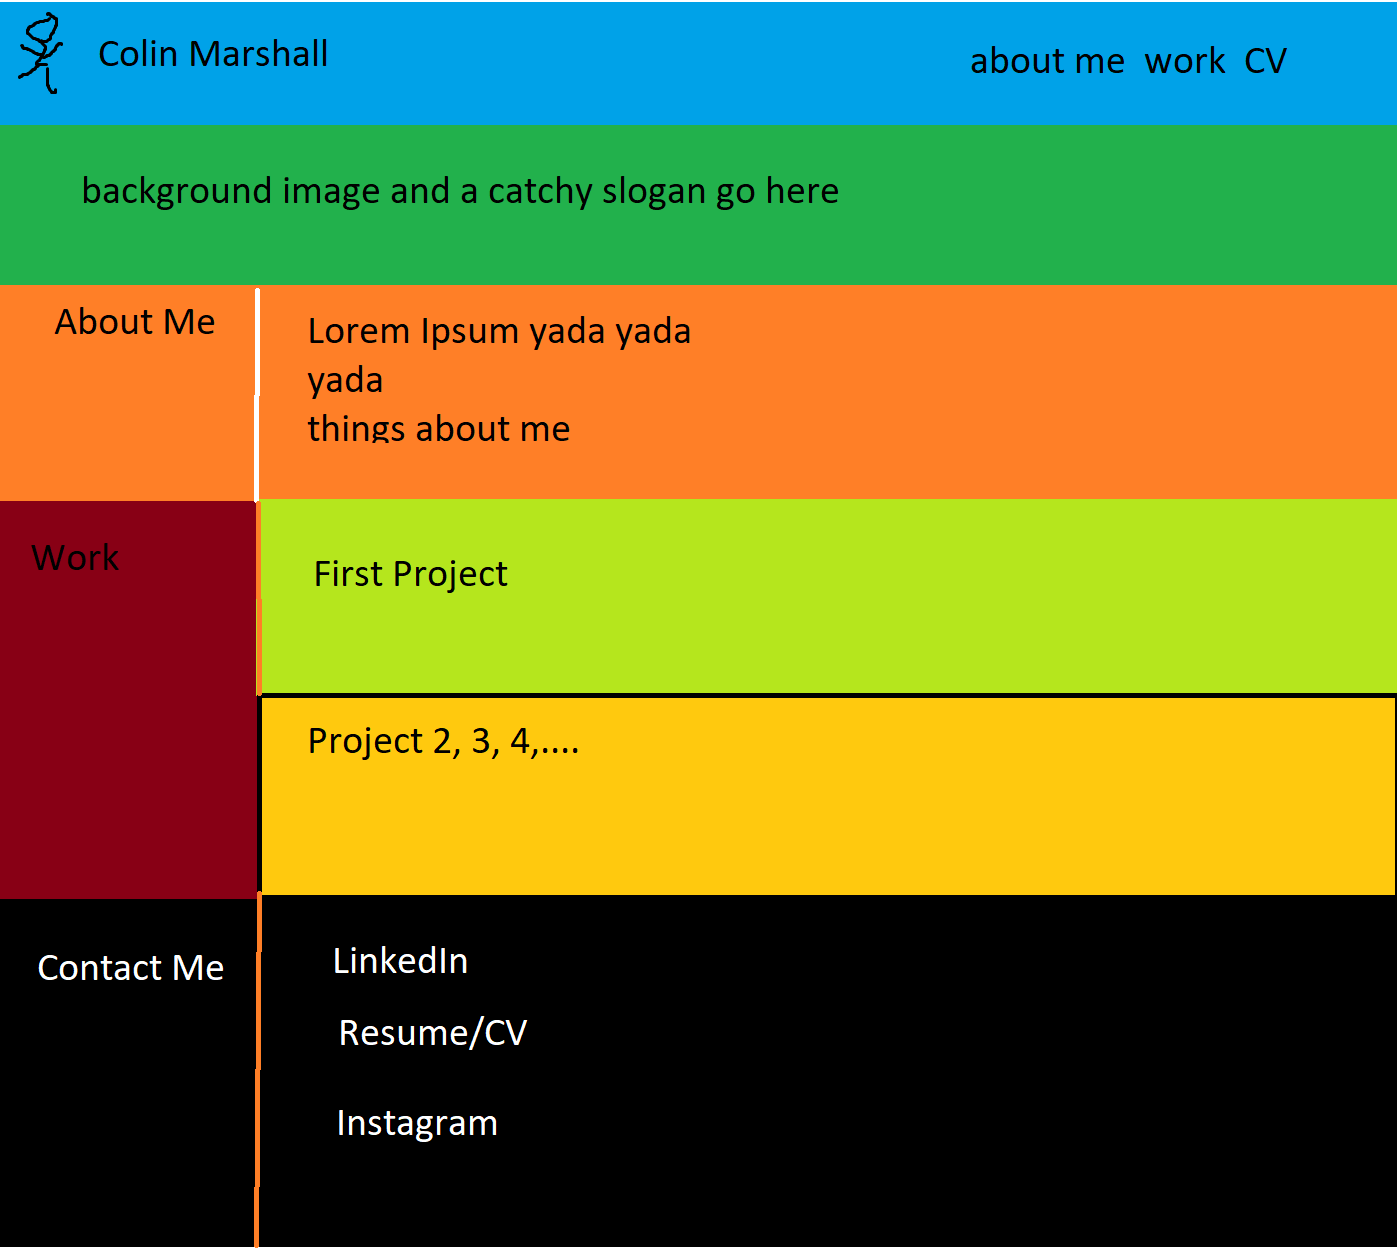 Colin Marshall
about me work CV
background image and a catchy slogan go here
About Me
Lorem Ipsum yada yada
yada
things about me
Work
First Project
Project 2, 3, 4,....
Contact Me
LinkedIn
Resume/CV
Instagram